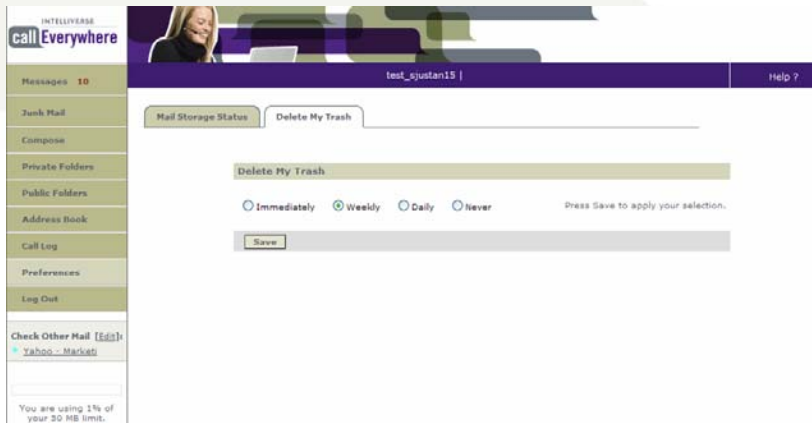 INTELLIVERSE
call Everywhere
test_sjustan15 |
Help ?
Messages 10
Junk Mail
Compose
Private Folders
Public Folders
Address Book
Call Log
Preferences
Log Out
Check Other Mail [Edit]:
Yahoo - Marketi
You are using 1% of
your 30 MB limit.
Mail Storage Status
Delete My Trash
Delete My Trash
Immediately Weekly Daily Never
Press Save to apply your selection.
Save